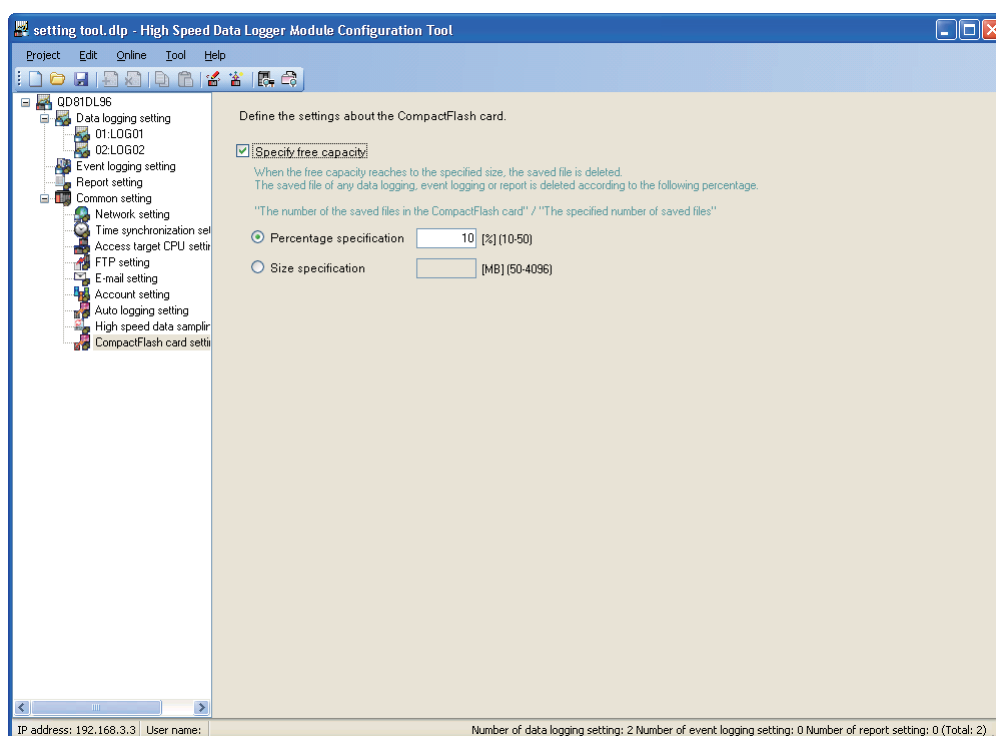 setting tool.dlp - High Speed Data Logger Module Configuration Tool
Project Edit Online Tool Help
QD81DL96
Data logging setting
01:LOG01
02:LOG02
Event logging setting
Report setting
Common setting
Network setting
Time synchronization set
Access target CPU settin
FTP setting
E-mail setting
Account setting
Auto logging setting
High speed data samplin
CompactFlash card settin
Define the settings about the CompactFlash card.
Specify free capacity
When the free capacity reaches to the specified size, the saved file is deleted.
The saved file of any data logging, event logging or report is deleted according to the following percentage.
"The number of the saved files in the CompactFlash card" / "The specified number of saved files"
Percentage specification 10 [%] (10-50)
Size specification [MB] (50-4096)
IP address: 192.168.3.3 User name: Number of data logging setting: 2 Number of event logging setting: 0 Number of report setting: 0 (Total: 2)